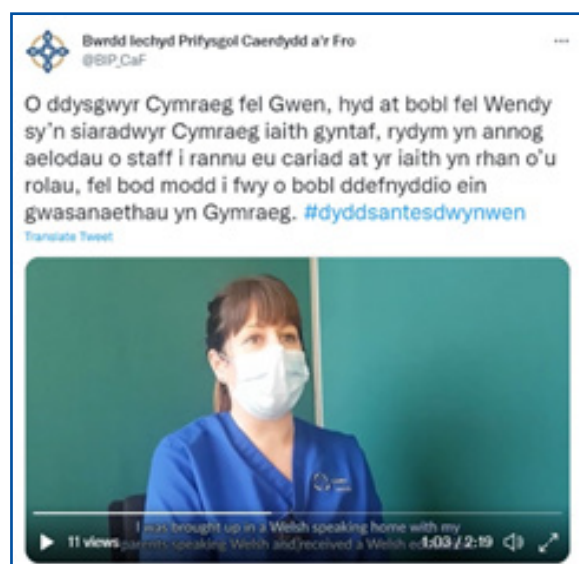 Bwrdd Iechyd Prifysgol Caerdydd a'r Fro
@BIP_CaF
O ddysgwyr Cymraeg fel Gwen, hyd at bobl fel Wendy
sy'n siaradwyr Cymraeg iaith gyntaf, rydym yn annog
aelodau o staff i rannu eu cariad at yr iaith yn rhan o'u
rolau, fel bod modd i fwy o bobl ddefnyddio ein
gwasanaethau yn Gymraeg. #dyddsantesdwynwen
Translate Tweet
I was brought up in a Welsh speaking home with my
parents speaking Welsh and received a Welsh
11 views
1:03 / 2:19